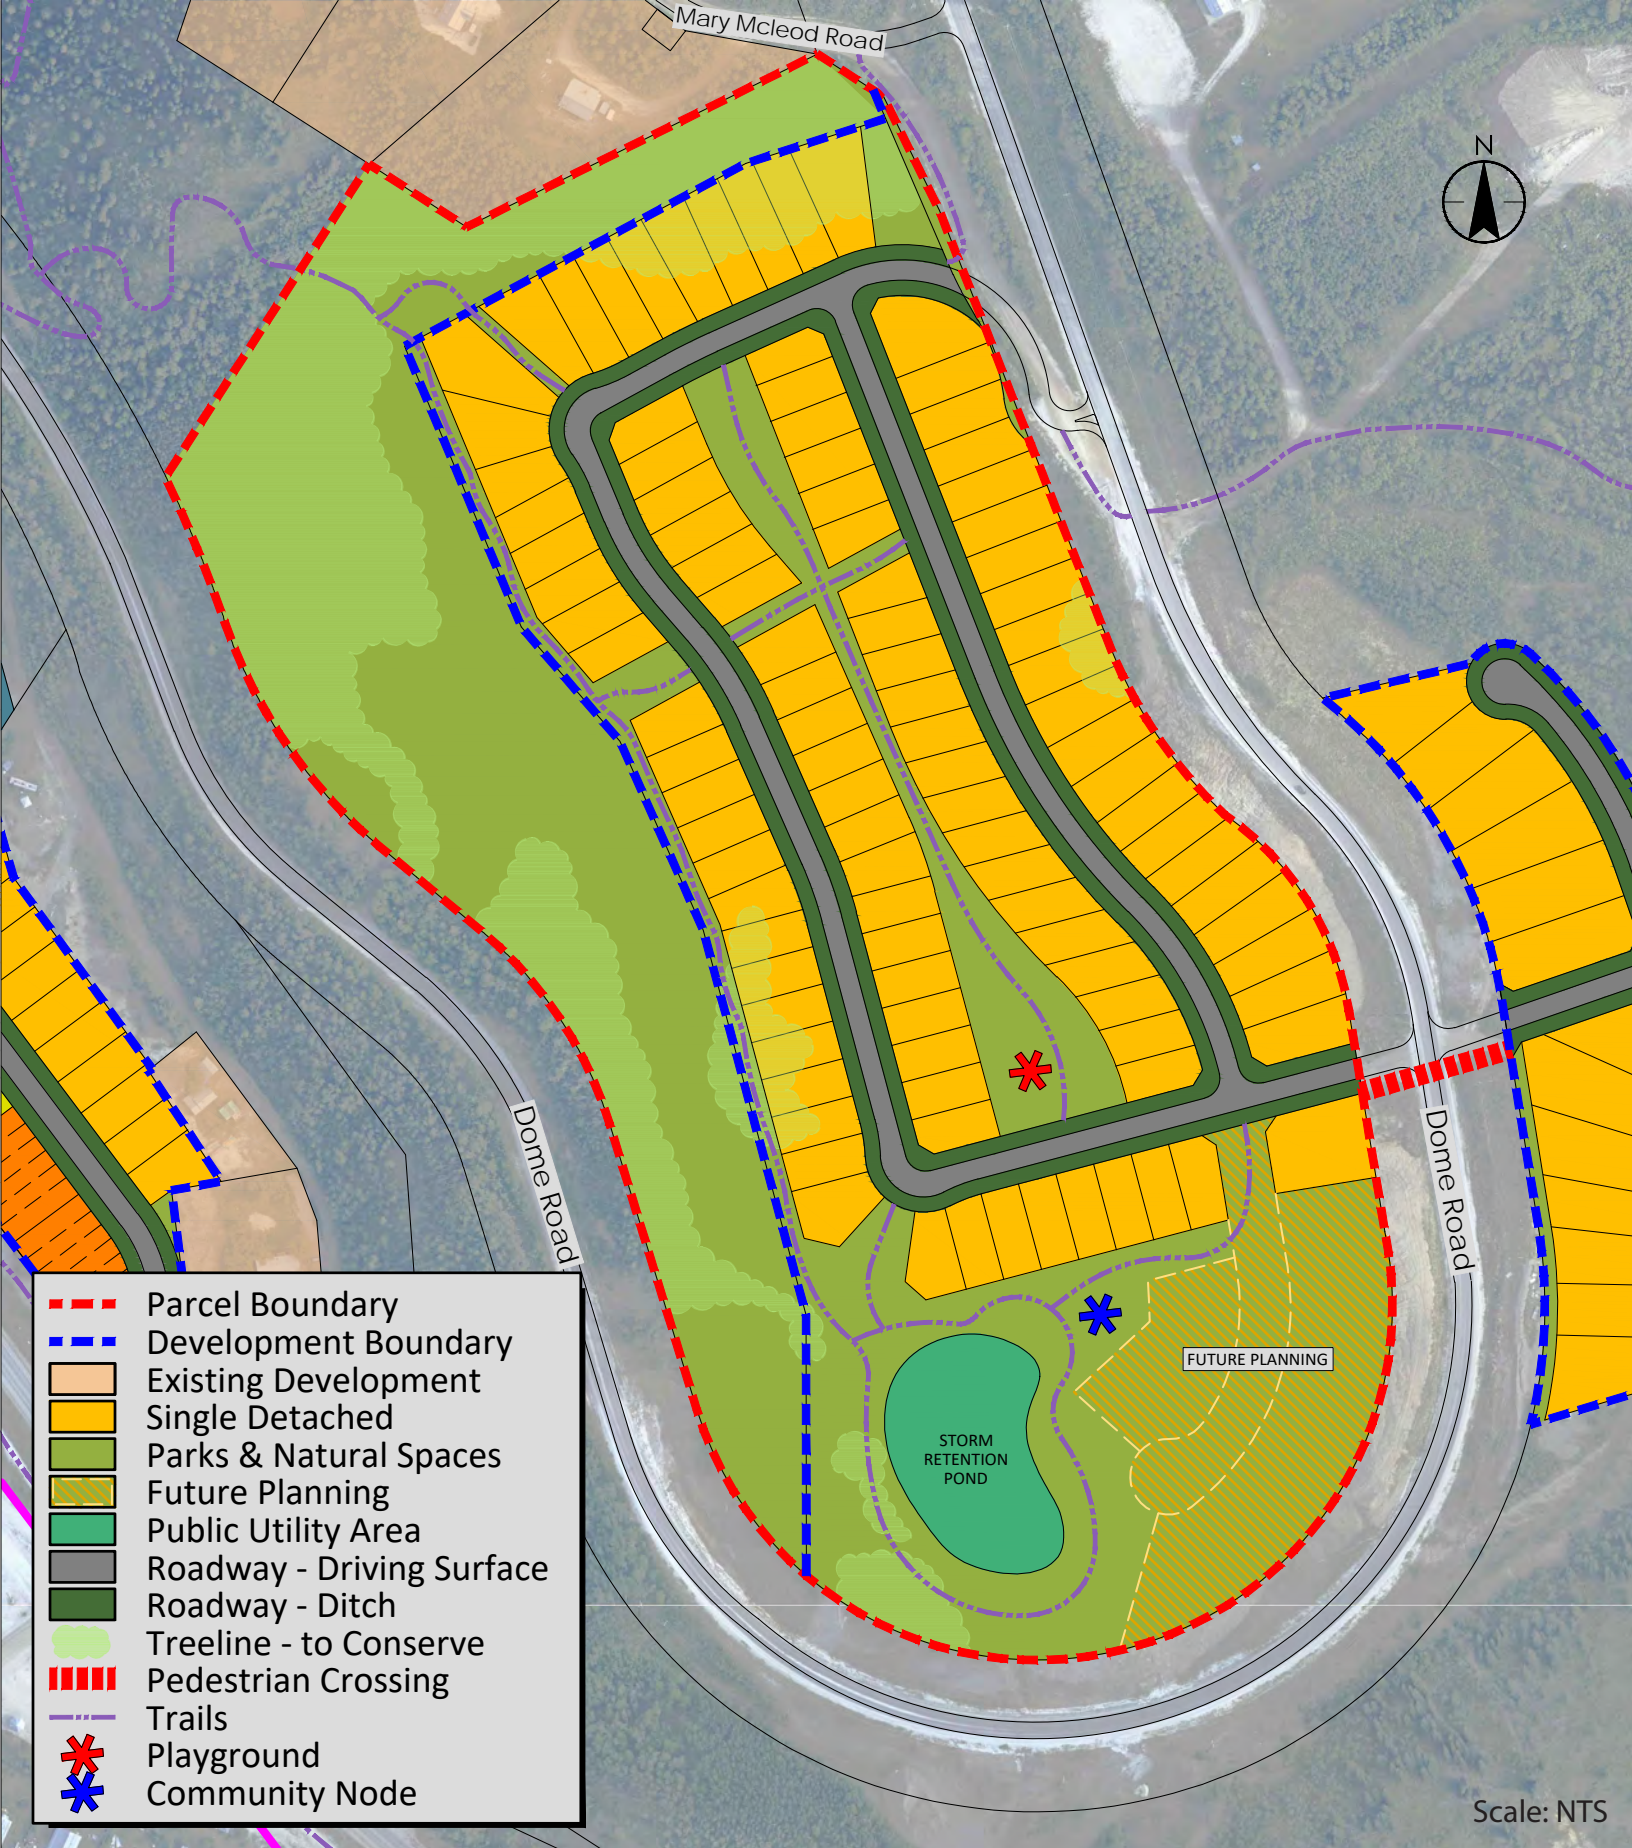 Mary Mcleod Road
N
Dome Road
Dome Road
FUTURE PLANNING
STORM
RETENTION
POND
Parcel Boundary
Development Boundary
Existing Development
Single Detached
Parks & Natural Spaces
Future Planning
Public Utility Area
Roadway - Driving Surface
Roadway - Ditch
Treeline - to Conserve
Pedestrian Crossing
Trails
Playground
Community Node
Scale: NTS